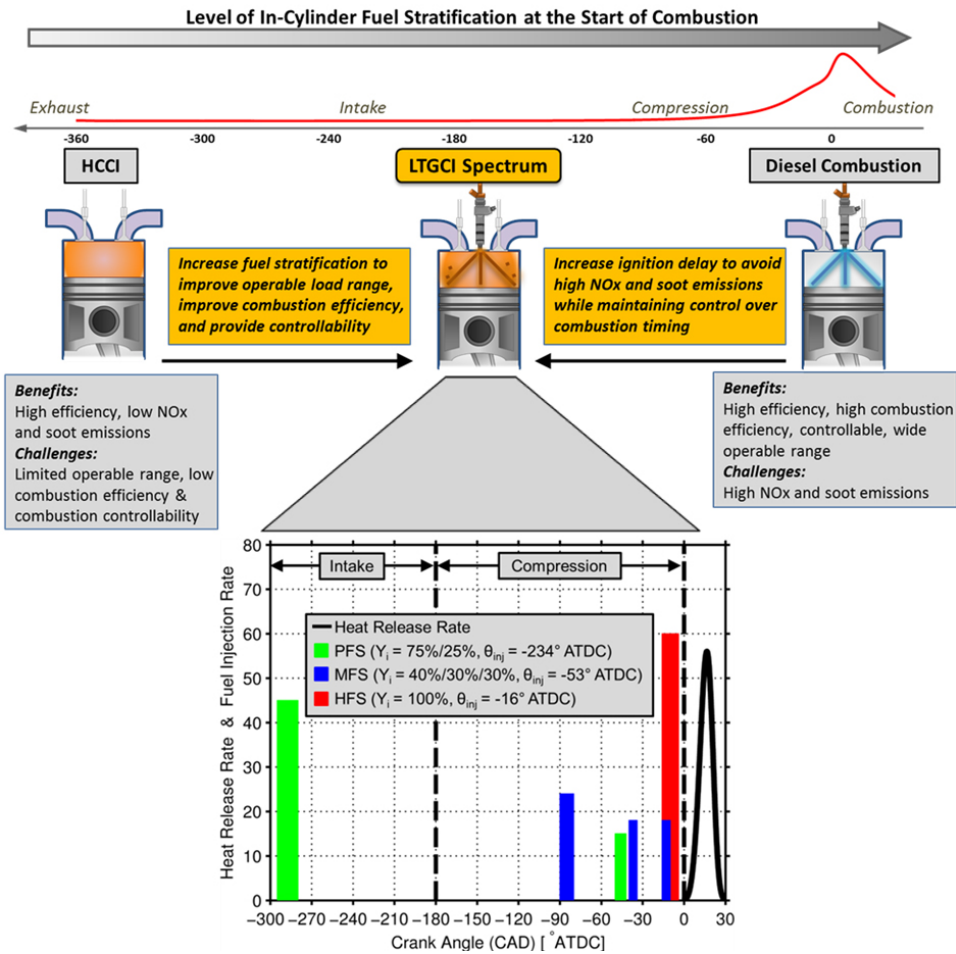 Level of In-Cylinder Fuel Stratification at the Start of Combustion
Exhaust
Intake
Compression
Combustion
-360
-300
-240
-180
-120
-60
0
HCCI
LTGCI Spectrum
Diesel Combustion
Increase fuel stratification to
improve operable load range,
improve combustion efficiency,
and provide controllability
Increase ignition delay to avoid
high NOx and soot emissions
while maintaining control over
combustion timing
Benefits:
High efficiency, low NOx
and soot emissions
Challenges:
Limited operable range, low
combustion efficiency &
combustion controllability
Benefits:
High efficiency, high combustion
efficiency, controllable, wide
operable range
Challenges:
High NOx and soot emissions
Heat Release Rate & Fuel Injection Rate
80
70
60
50
40
30
20
10
0
Intake
Compression
Heat Release Rate
PFS (Yi = 75%/25%, θinj = -234° ATDC)
MFS (Yi = 40%/30%/30%, θinj = -53° ATDC)
HFS (Yi = 100%, θinj = -16° ATDC)
−300 −270 −240 −210 −180 −150 −120 −90 −60 −30 0 30
Crank Angle (CAD) [ °ATDC]